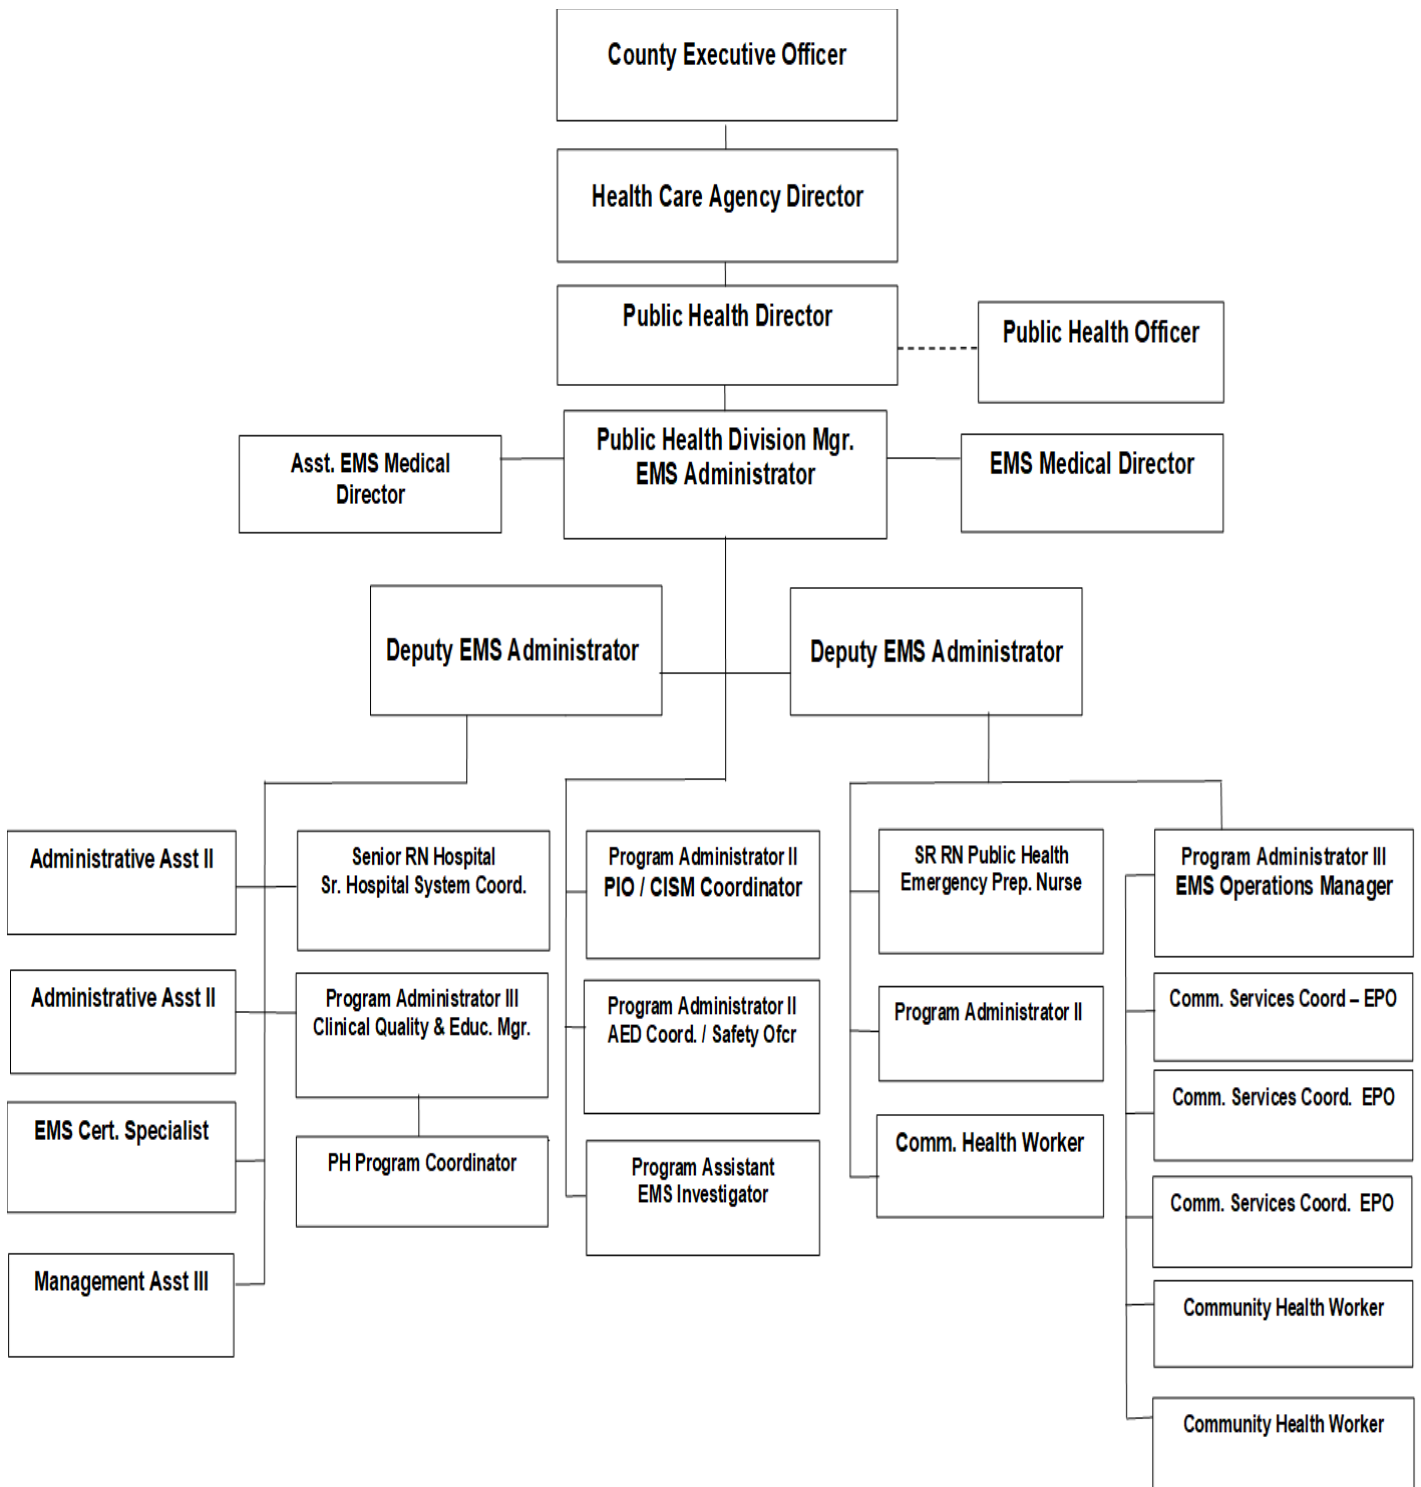 County Executive Officer
Health Care Agency Director
Public Health Director
Public Health Officer
Public Health Division Mgr.
EMS Administrator
Asst. EMS Medical
Director
EMS Medical Director
Deputy EMS Administrator
Deputy EMS Administrator
Administrative Asst II
Administrative Asst II
EMS Cert. Specialist
Management Asst III
Senior RN Hospital
Sr. Hospital System Coord.
Program Administrator III
Clinical Quality & Educ. Mgr.
PH Program Coordinator
Program Administrator II
PIO / CISM Coordinator
Program Administrator II
AED Coord. / Safety Ofcr
Program Assistant
EMS Investigator
SR RN Public Health
Emergency Prep. Nurse
Program Administrator II
Comm. Health Worker
Program Administrator III
EMS Operations Manager
Comm. Services Coord – EPO
Comm. Services Coord. EPO
Comm. Services Coord. EPO
Community Health Worker
Community Health Worker